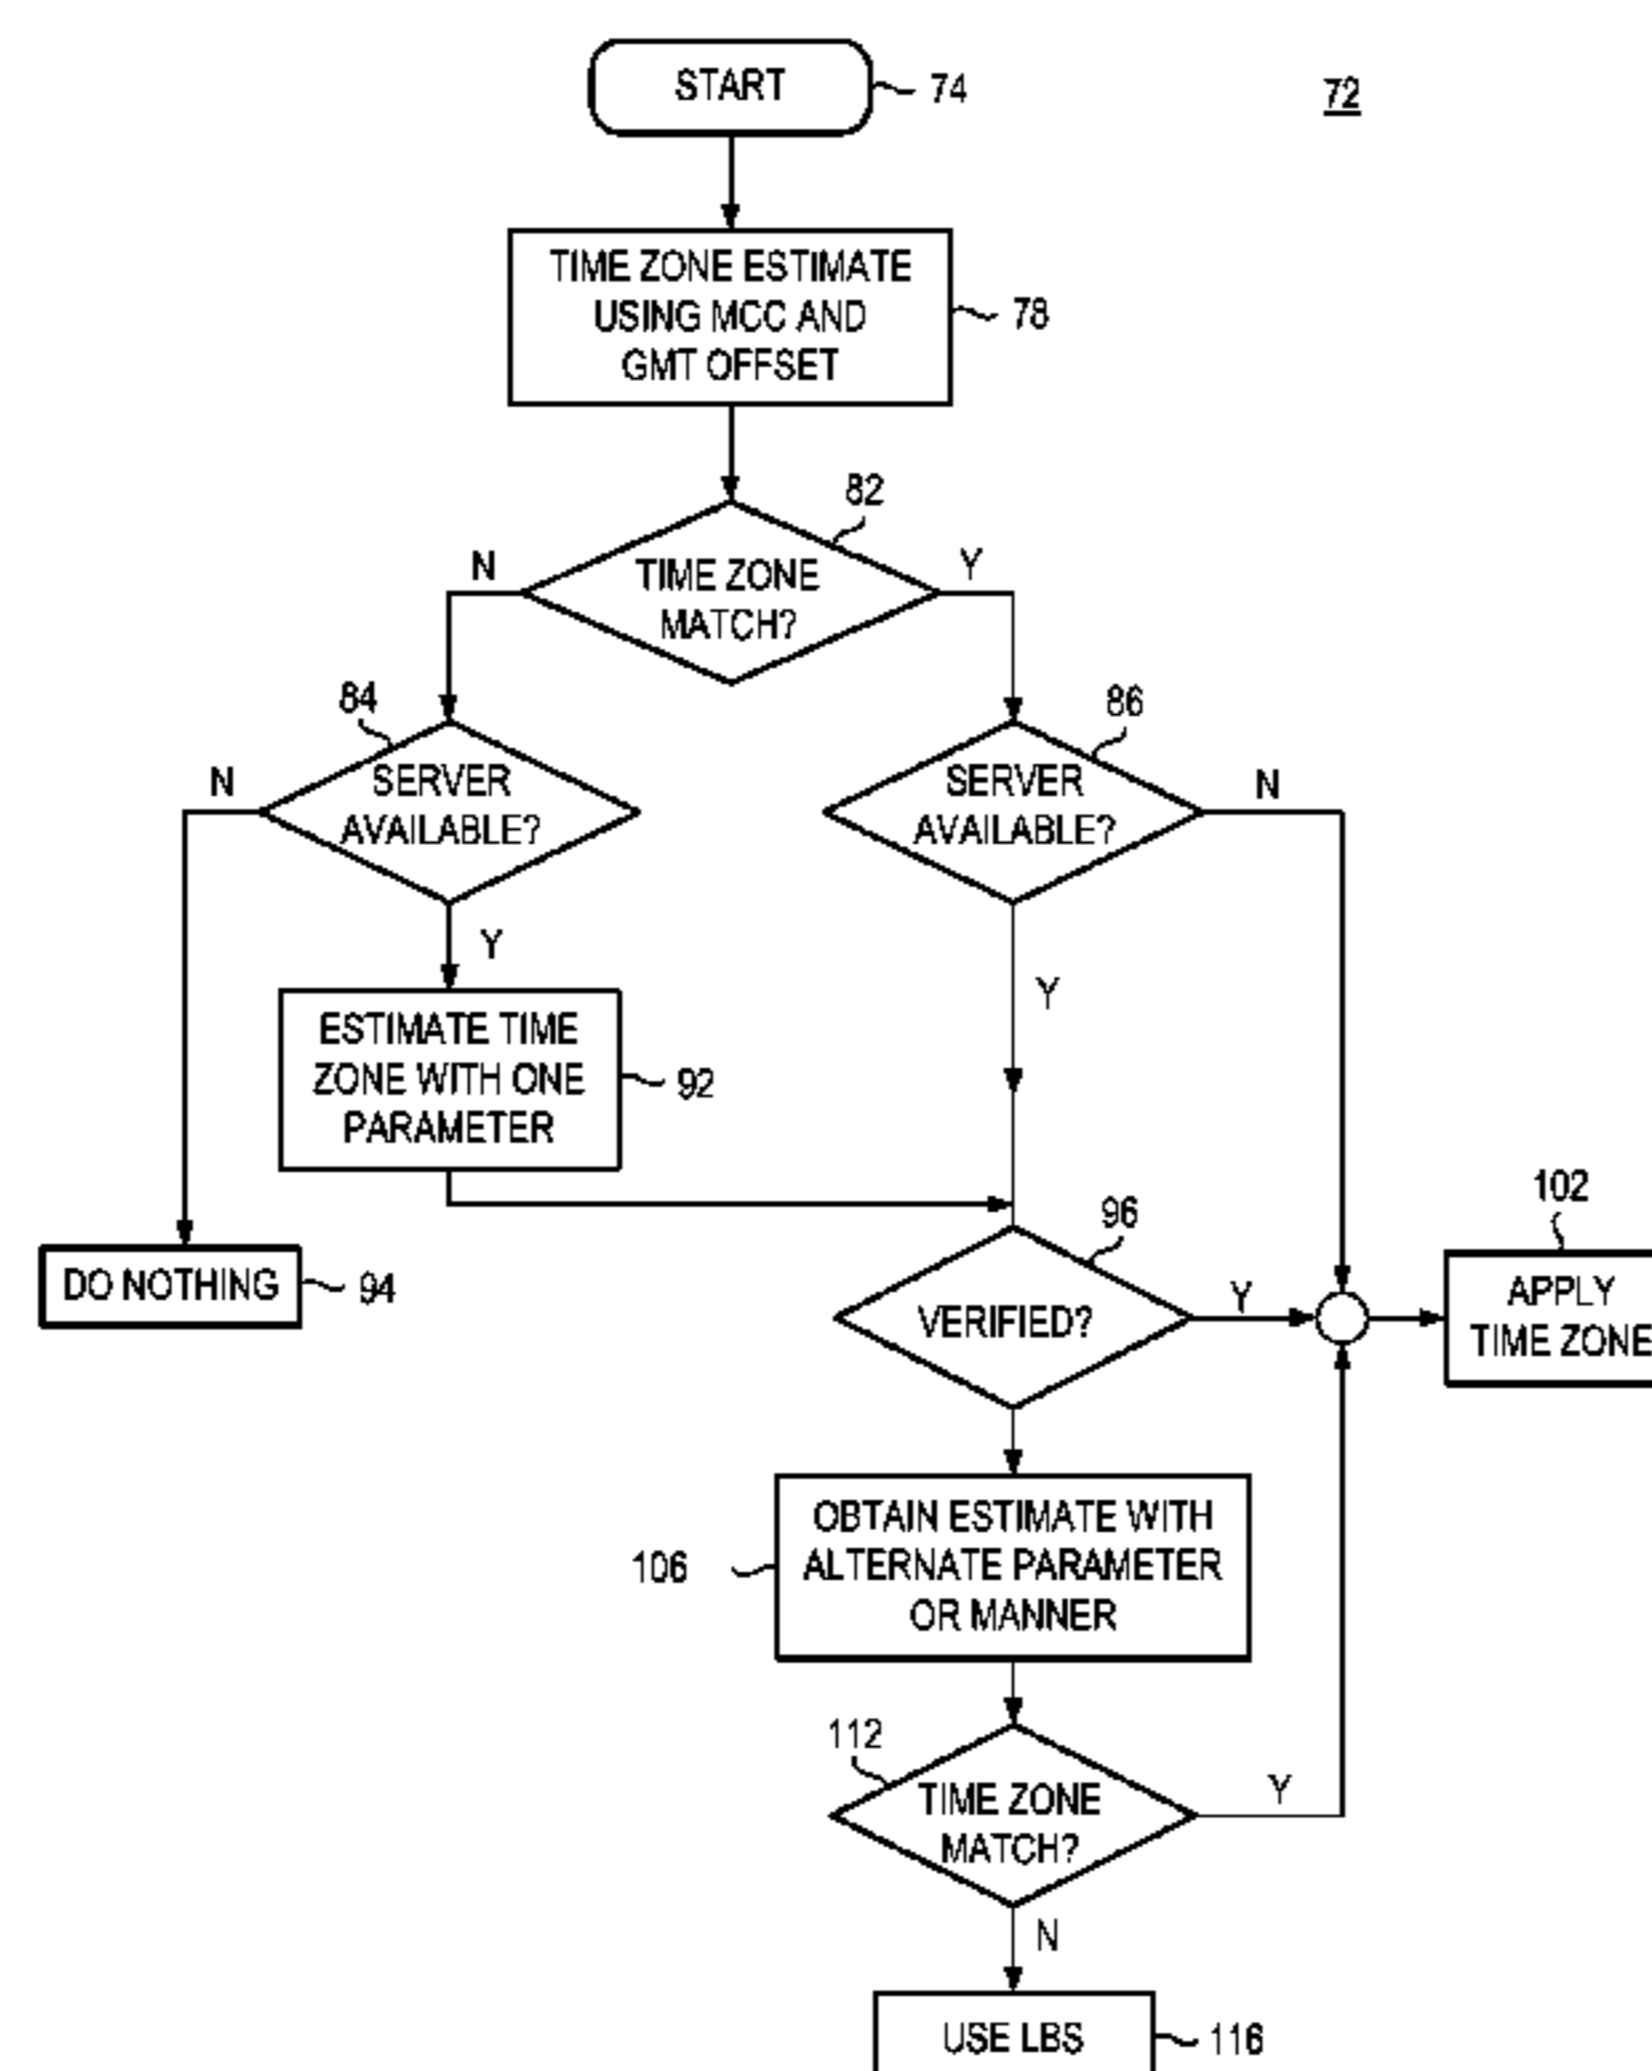 START
74
72
TIME ZONE ESTIMATE
USING MCC AND
GMT OFFSET
78
82
TIME ZONE
MATCH?
N
Y
84
SERVER
AVAILABLE?
N
Y
86
SERVER
AVAILABLE?
N
Y
ESTIMATE TIME
ZONE WITH ONE
PARAMETER
92
DO NOTHING
94
96
VERIFIED?
Y
102
APPLY
TIME ZONE
OBTAIN ESTIMATE WITH
ALTERNATE PARAMETER
OR MANNER
106
112
TIME ZONE
MATCH?
Y
N
USE LBS
116